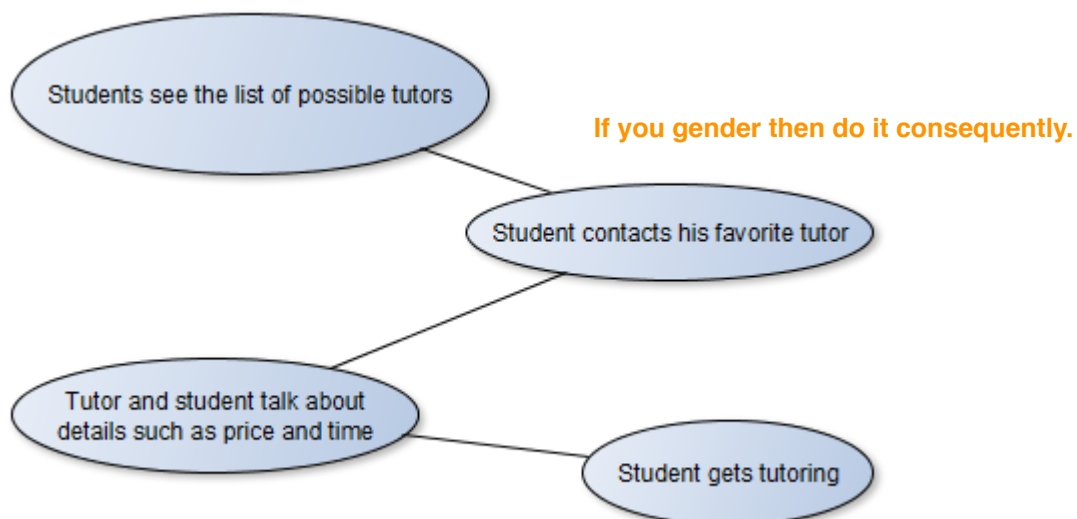 Students see the list of possible tutors
If you gender then do it consequently.
Student contacts his favorite tutor
Tutor and student talk about
details such as price and time
Student gets tutoring